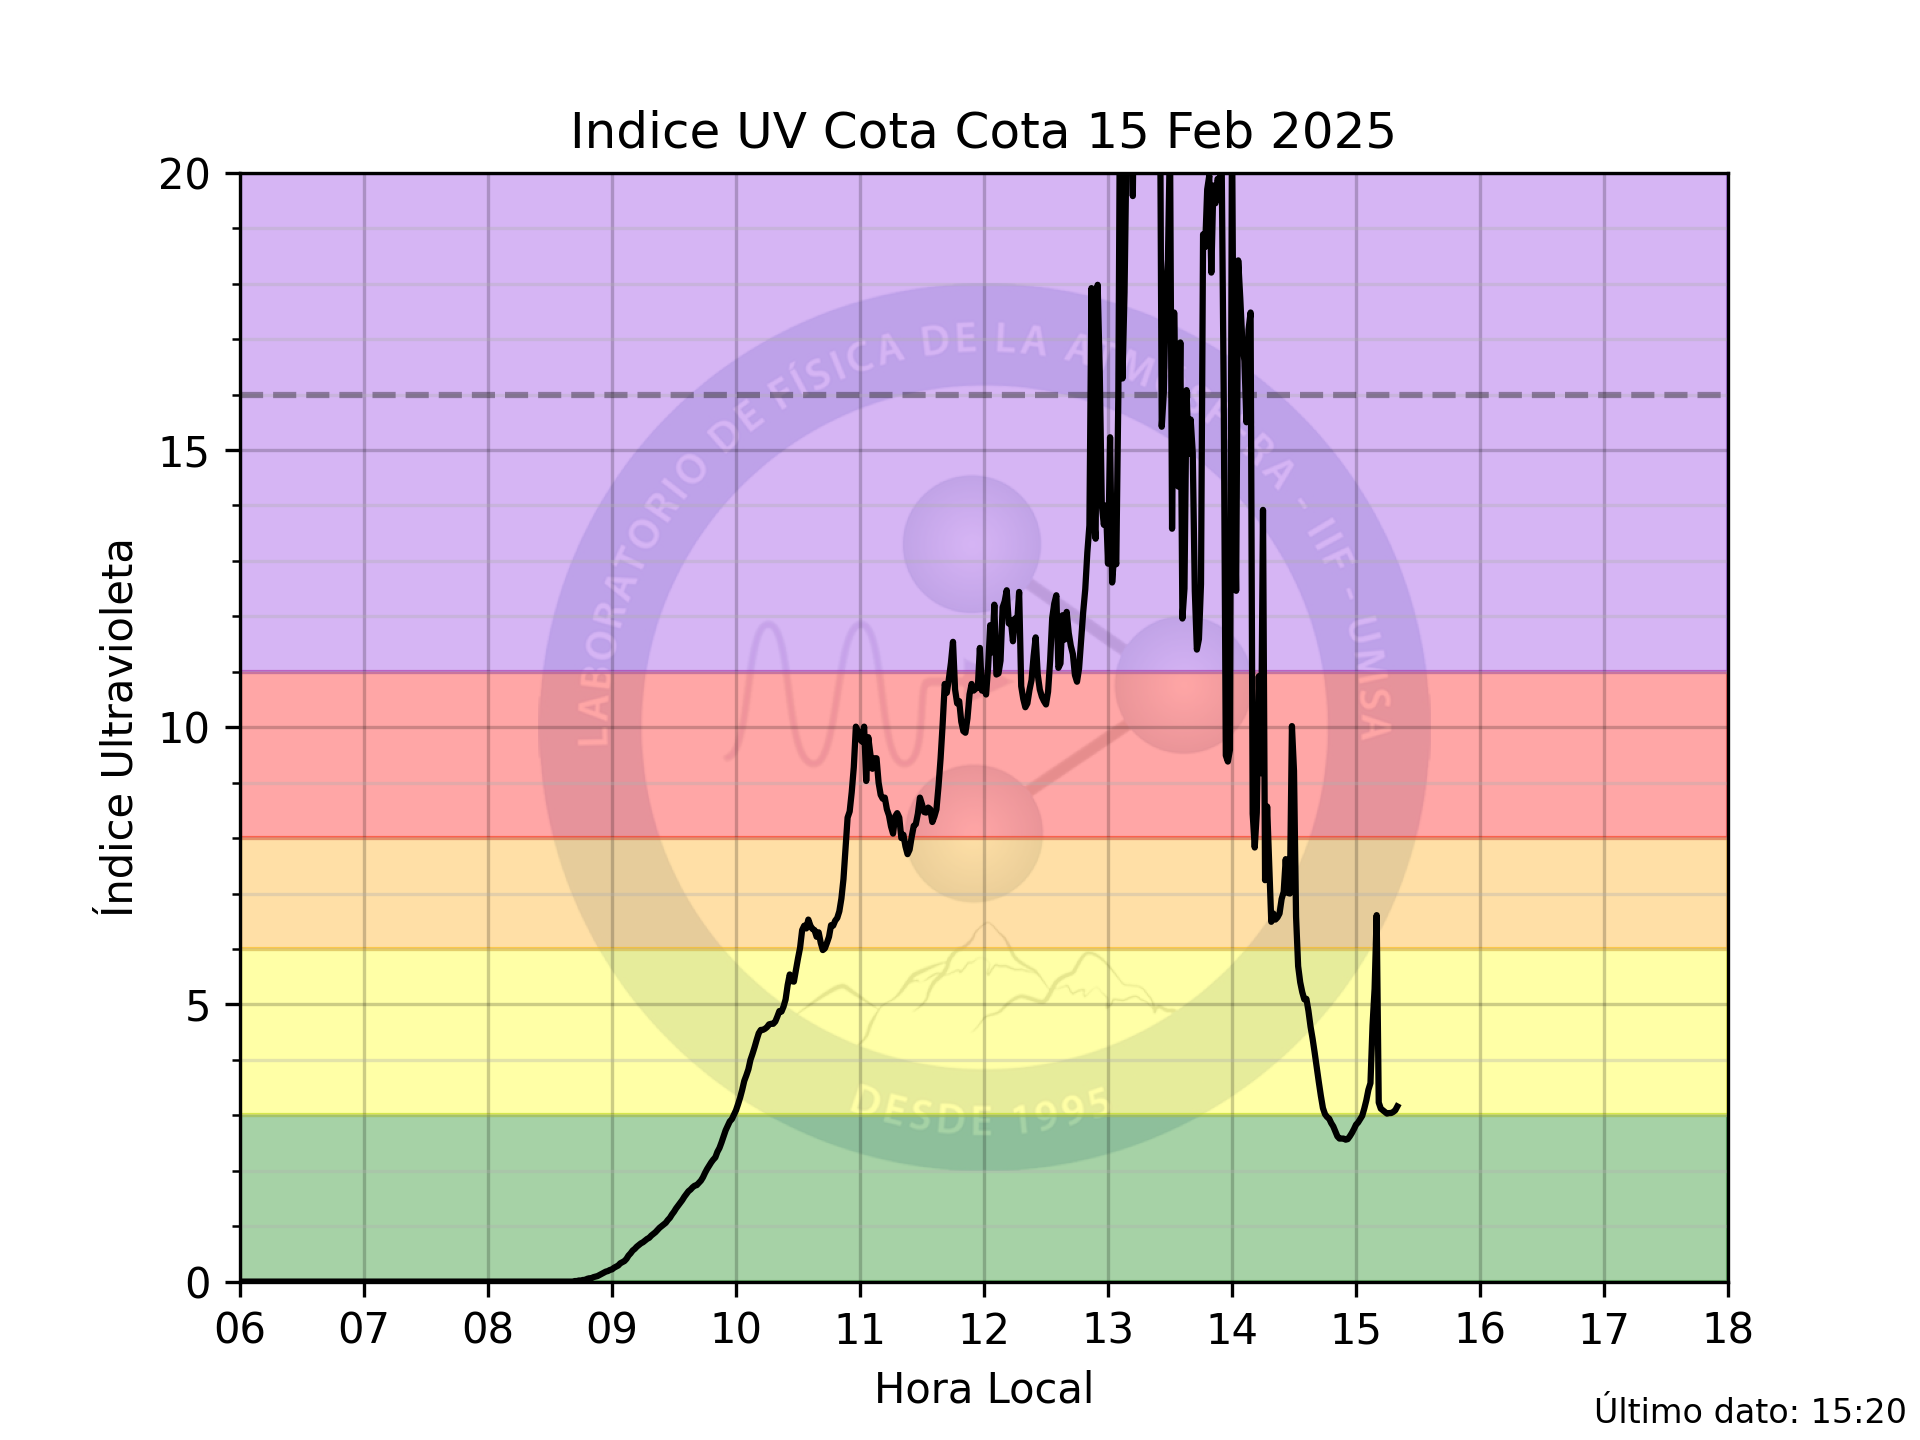 Indice UV Cota Cota 15 Feb 2025
20
15
10
5
0
Índice Ultravioleta
LABORATORIO DE FÍSICA DE LA ATMÓSFERA - IIF - UMSA
DESDE 1995
06 07 08 09 10 11 12 13 14 15 16 17 18
Hora Local
Último dato: 15:20